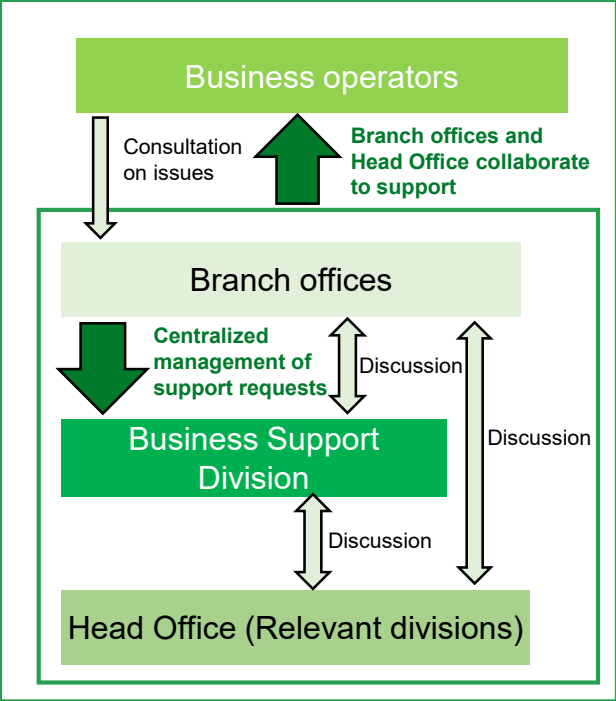 Business operators
Consultation
on issues
Branch offices and
Head Office collaborate
to support
Branch offices
Centralized
management of
support requests
Discussion
Discussion
Business Support
Division
Discussion
Head Office (Relevant divisions)